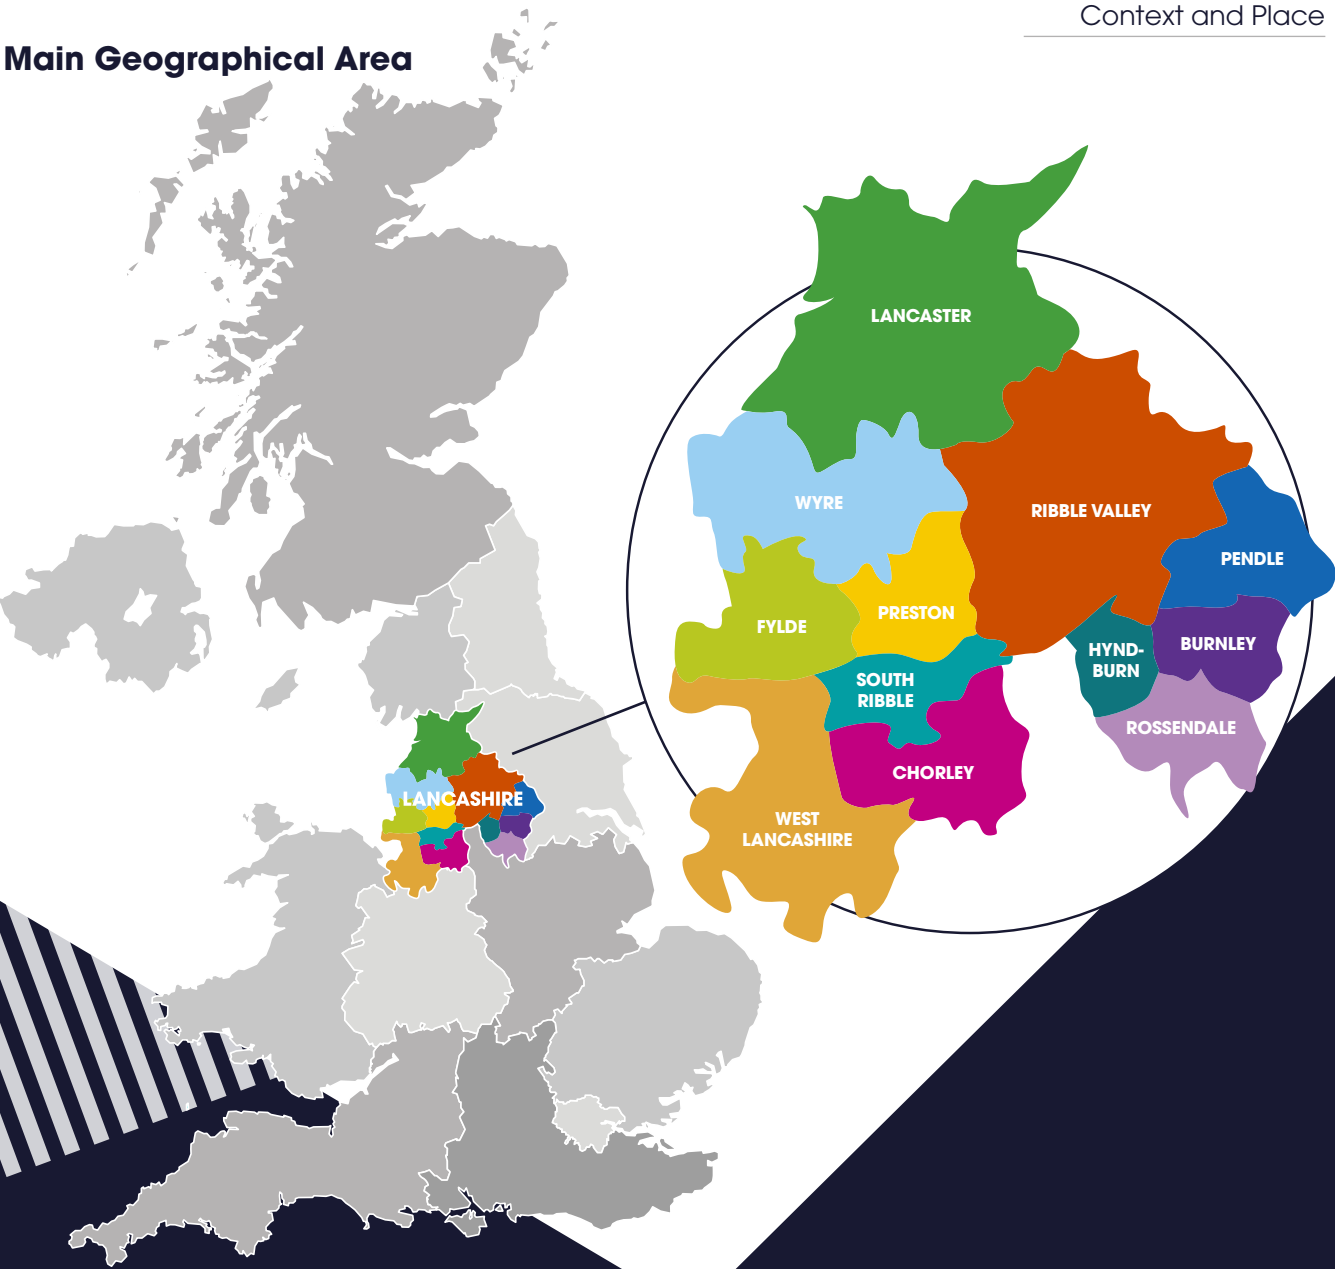 Context and Place
Main Geographical Area
LANCASTER
WYRE
RIBBLE VALLEY
PENDLE
PRESTON
FYLDE
HYND-
BURN
BURNLEY
SOUTH
RIBBLE
ROSSENDALE
CHORLEY
LANCASHIRE
WEST
LANCASHIRE